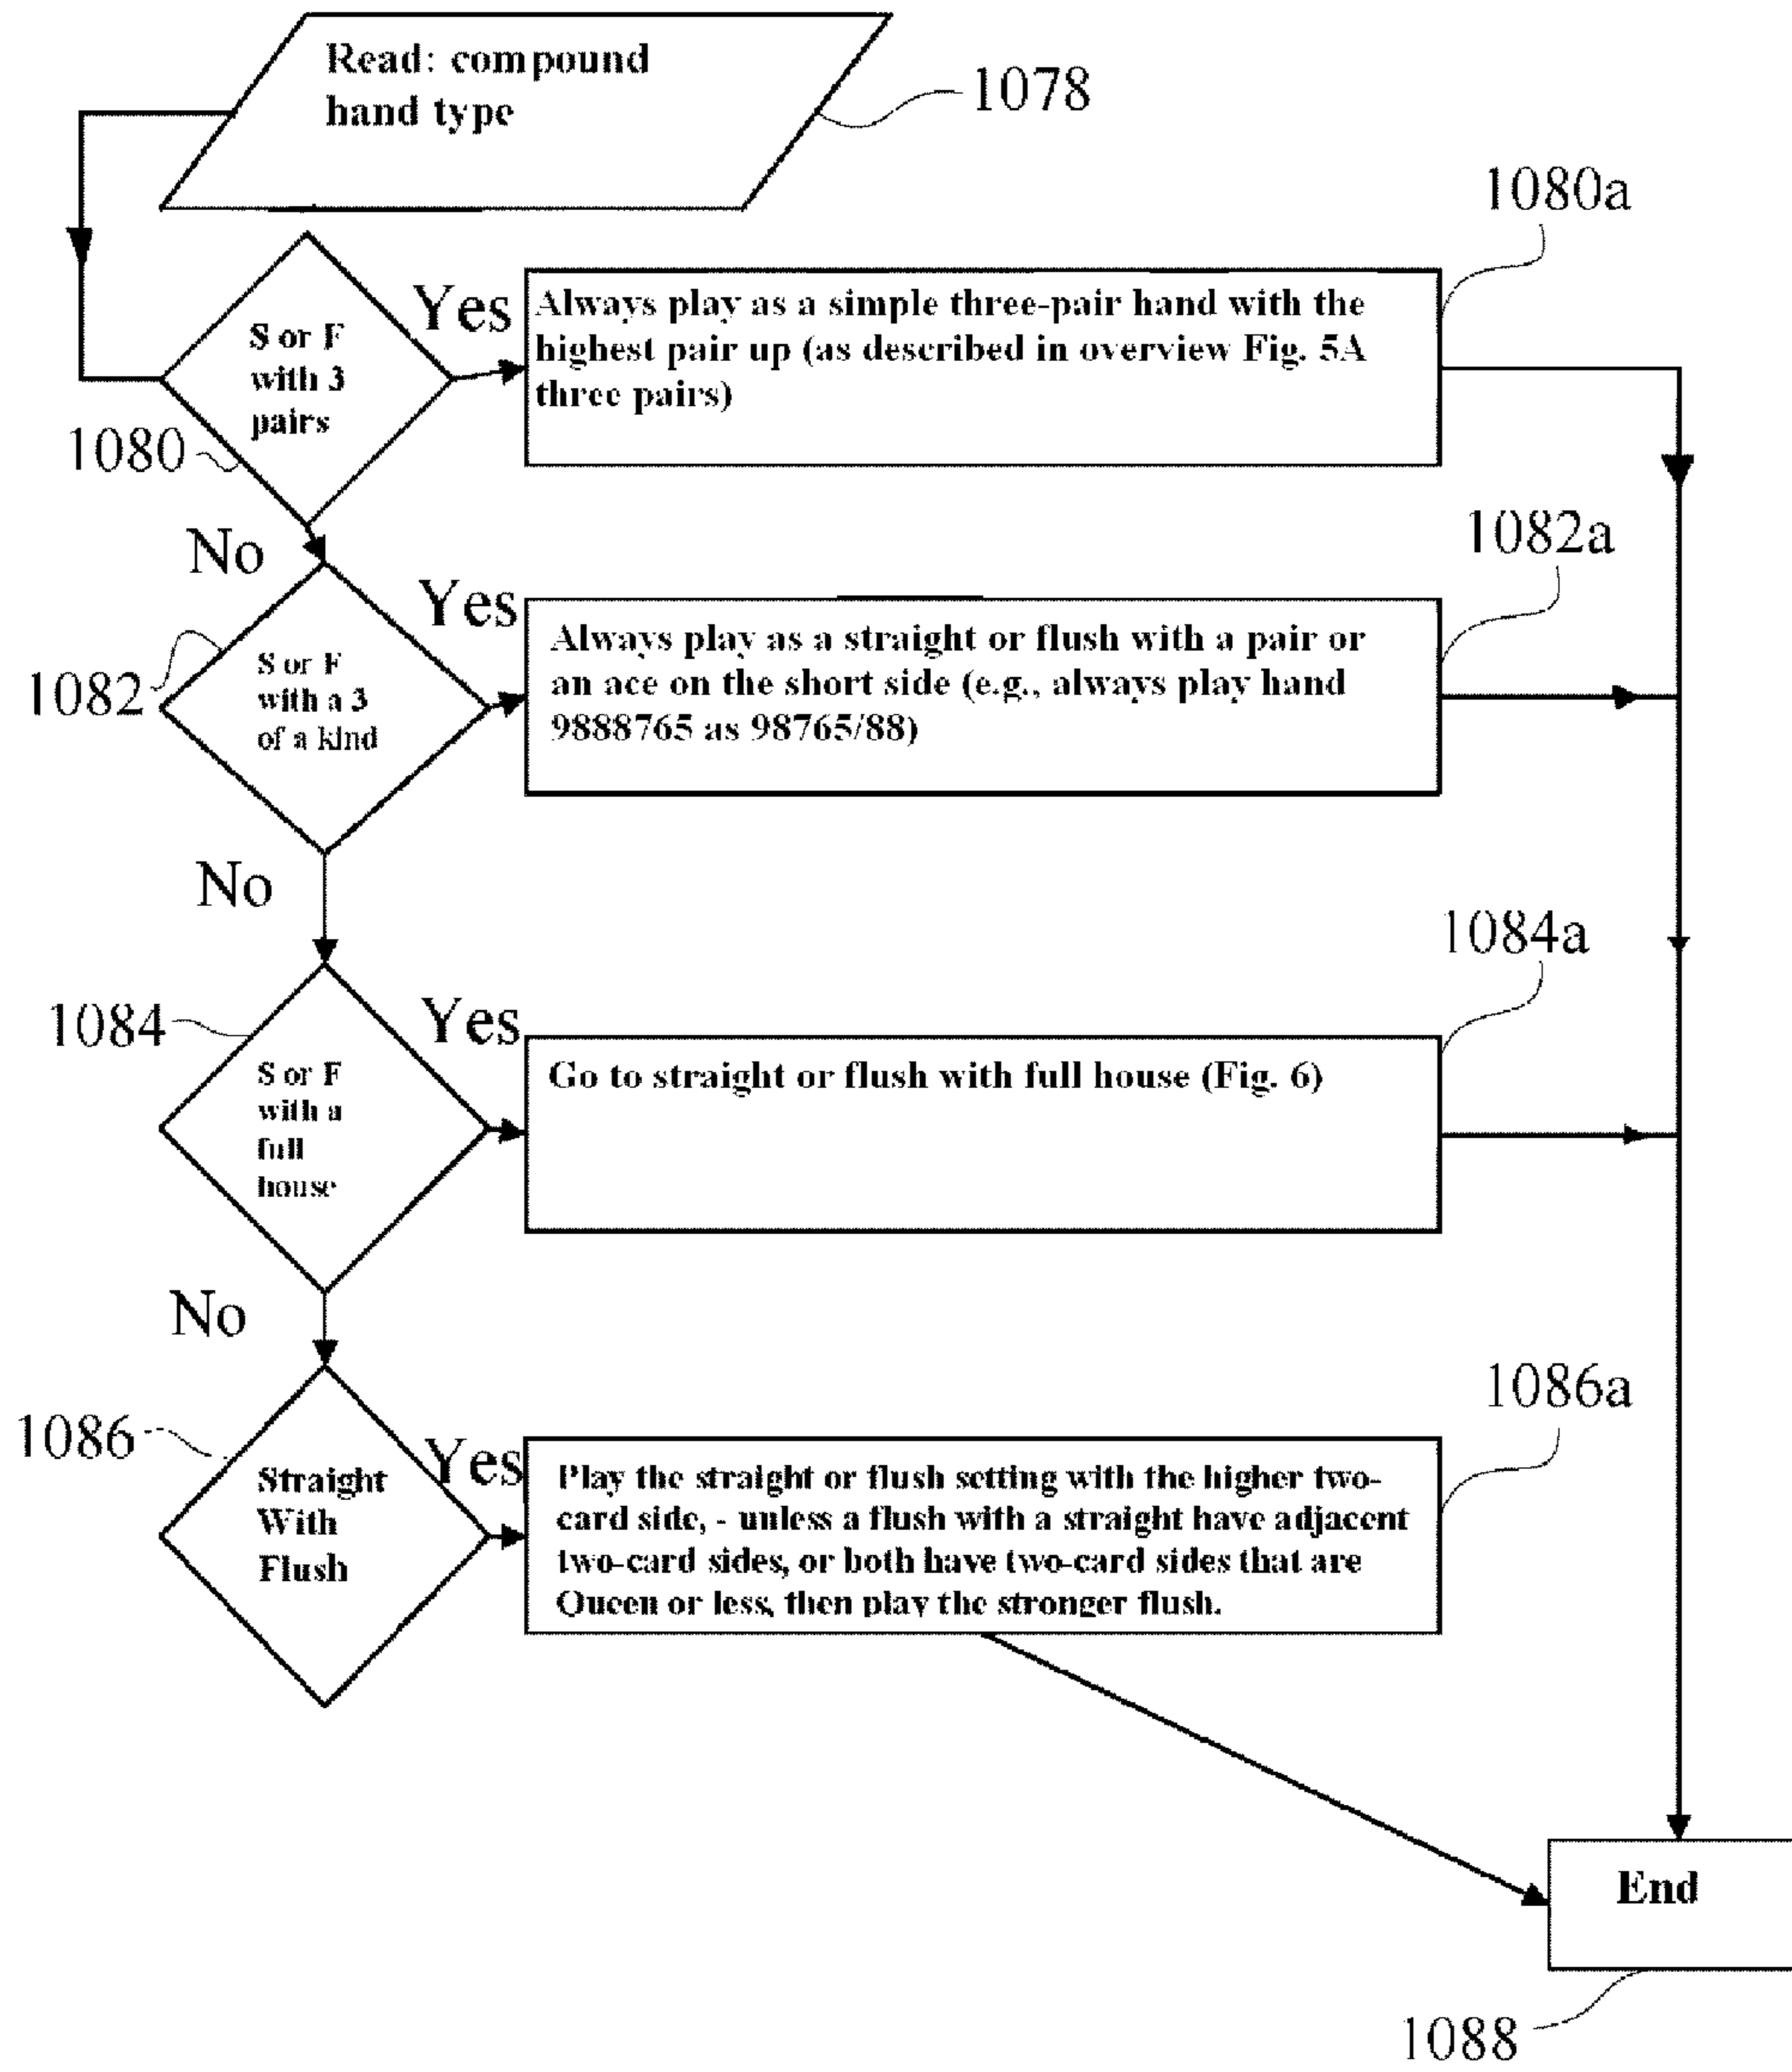 Read: compound
hand type
1078
1080a
Yes
S or F
with 3
pairs
Always play as a simple three-pair hand with the
highest pair up (as described in overview Fig. 5A
three pairs)
1080
No
1082a
Yes
1082
S or F
with a 3
of a kind
Always play as a straight or flush with a pair or
an ace on the short side (e.g., always play hand
9888765 as 98765/88)
No
1084a
1084
Yes
S or F
with a
full
house
Go to straight or flush with full house (Fig. 6)
No
1086a
1086
Yes
Straight
With
Flush
Play the straight or flush setting with the higher two-
card side, - unless a flush with a straight have adjacent
two-card sides, or both have two-card sides that are
Queen or less, then play the stronger flush.
End
1088